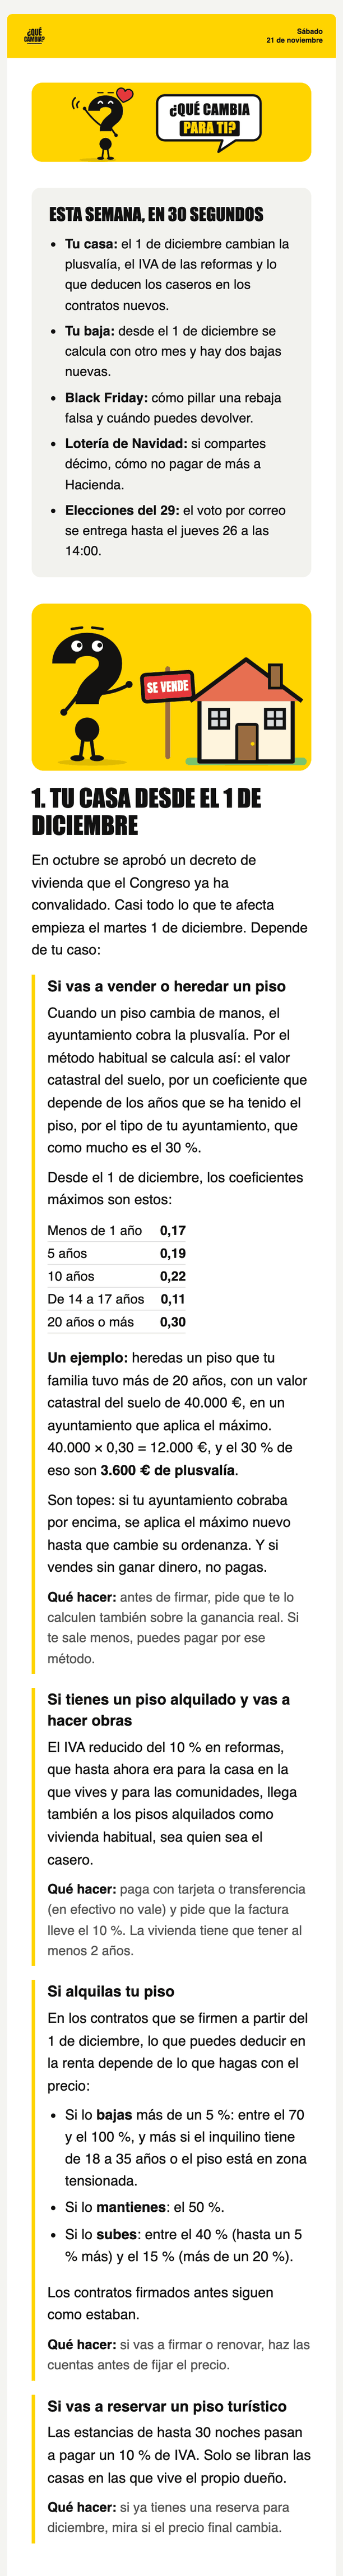 ¿QUÉ
CAMBIA?
Sábado
21 de noviembre
¿QUÉ CAMBIA
PARA TI?
ESTA SEMANA, EN 30 SEGUNDOS
• Tu casa: el 1 de diciembre cambian la
plusvalía, el IVA de las reformas y lo
que deducen los caseros en los
contratos nuevos.
• Tu baja: desde el 1 de diciembre se
calcula con otro mes y hay dos bajas
nuevas.
• Black Friday: cómo pillar una rebaja
falsa y cuándo puedes devolver.
• Lotería de Navidad: si compartes
décimo, cómo no pagar de más a
Hacienda.
• Elecciones del 29: el voto por correo
se entrega hasta el jueves 26 a las
14:00.
SE VENDE
1. TU CASA DESDE EL 1 DE
DICIEMBRE
En octubre se aprobó un decreto de
vivienda que el Congreso ya ha
convalidado. Casi todo lo que te afecta
empieza el martes 1 de diciembre. Depende
de tu caso:
Si vas a vender o heredar un piso
Cuando un piso cambia de manos, el
ayuntamiento cobra la plusvalía. Por el
método habitual se calcula así: el valor
catastral del suelo, por un coeficiente que
depende de los años que se ha tenido el
piso, por el tipo de tu ayuntamiento, que
como mucho es el 30 %.
Desde el 1 de diciembre, los coeficientes
máximos son estos:
Menos de 1 año 0,17
5 años 0,19
10 años 0,22
De 14 a 17 años 0,11
20 años o más 0,30
Un ejemplo: heredas un piso que tu
familia tuvo más de 20 años, con un valor
catastral del suelo de 40.000 €, en un
ayuntamiento que aplica el máximo.
40.000 × 0,30 = 12.000 €, y el 30 % de
eso son 3.600 € de plusvalía.
Son topes: si tu ayuntamiento cobraba
por encima, se aplica el máximo nuevo
hasta que cambie su ordenanza. Y si
vendes sin ganar dinero, no pagas.
Qué hacer: antes de firmar, pide que te lo
calculen también sobre la ganancia real. Si
te sale menos, puedes pagar por ese
método.
Si tienes un piso alquilado y vas a
hacer obras
El IVA reducido del 10 % en reformas,
que hasta ahora era para la casa en la
que vives y para las comunidades, llega
también a los pisos alquilados como
vivienda habitual, sea quien sea el
casero.
Qué hacer: paga con tarjeta o transferencia
(en efectivo no vale) y pide que la factura
lleve el 10 %. La vivienda tiene que tener al
menos 2 años.
Si alquilas tu piso
En los contratos que se firmen a partir del
1 de diciembre, lo que puedes deducir en
la renta depende de lo que hagas con el
precio:
• Si lo bajas más de un 5 %: entre el 70
y el 100 %, y más si el inquilino tiene
de 18 a 35 años o el piso está en zona
tensionada.
• Si lo mantienes: el 50 %.
• Si lo subes: entre el 40 % (hasta un 5
% más) y el 15 % (más de un 20 %).
Los contratos firmados antes siguen
como estaban.
Qué hacer: si vas a firmar o renovar, haz las
cuentas antes de fijar el precio.
Si vas a reservar un piso turístico
Las estancias de hasta 30 noches pasan
a pagar un 10 % de IVA. Solo se libran las
casas en las que vive el propio dueño.
Qué hacer: si ya tienes una reserva para
diciembre, mira si el precio final cambia.